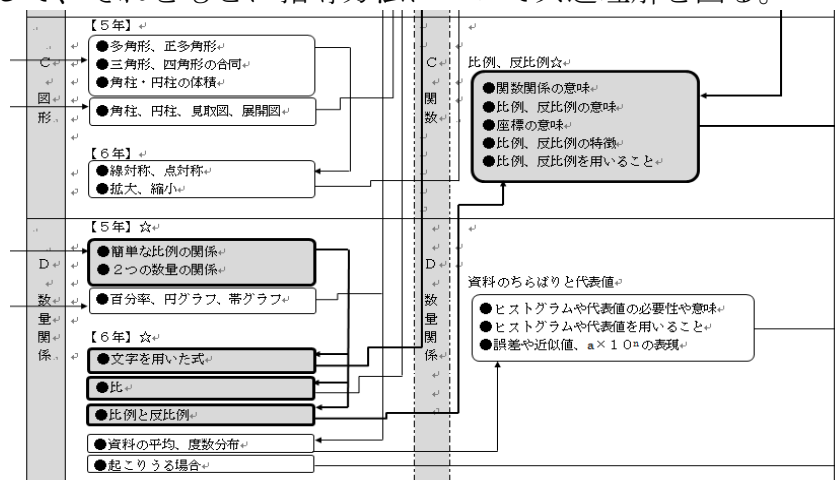 【5年】
●多角形、正多角形
●三角形、四角形の合同
●角柱・円柱の体積
●角柱、円柱、見取図、展開図
C
図
形
【6年】
●線対称、点対称
●拡大、縮小
C
関
数
比例、反比例☆
●関数関係の意味
●比例、反比例の意味
●座標の意味
●比例、反比例の特徴
●比例、反比例を用いること
【5年】☆
●簡単な比例の関係
●2つの数量の関係
●百分率、円グラフ、帯グラフ
D
数
量
関
係
【6年】☆
●文字を用いた式
●比
●比例と反比例
●資料の平均、度数分布
●起こりうる場合
D
数
量
関
係
資料のちらばりと代表値
●ヒストグラムや代表値の必要性や意味
●ヒストグラムや代表値を用いること
●誤差や近似値、a×10ⁿの表現